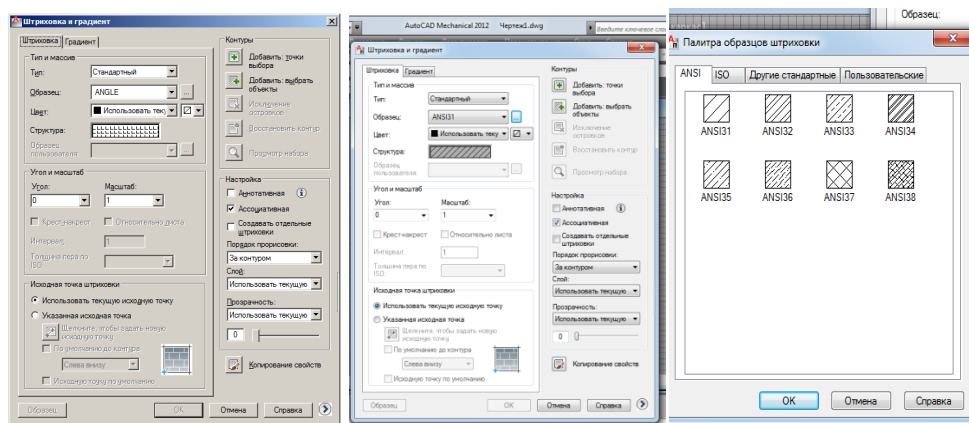 Штриховка и градиент
Штриховка Градиент
Тип и массив
Тип: Стандартный
Образец: ANGLE ...
Цвет: Использовать теку
Структура:
Образец
пользователя: ...
Угол и масштаб
Угол: Масштаб:
0 1
Крест-накрест Относительно листа
Интервал: 1
Толщина пера по
ISO:
Исходная точка штриховки
Использовать текущую исходную точку
Указанная исходная точка
Щелкните, чтобы задать новую
исходную точку
По умолчанию до контура
Слева внизу
Исходную точку по умолчанию
Контуры
Добавить: точки
выбора
Добавить: выбрать
объекты
Исключение
островков
Восстановить контур
Просмотр набора
Настройка
Аннотативная
Ассоциативная
Создавать отдельные
штриховки
Порядок прорисовки:
За контуром
Слой:
Использовать текущую
Прозрачность:
Использовать текущую
0
Копирование свойств
Образец OK Отмена Справка
AutoCAD Mechanical 2012 Чертеж1.dwg
Введите ключевое сло
Штриховка и градиент
Штриховка Градиент
Тип и массив
Тип: Стандартный
Образец: ANSI31 ...
Цвет: Использовать теку
Структура:
Образец
пользователя: ...
Угол и масштаб
Угол: Масштаб:
0 1
Крест-накрест Относительно листа
Интервал: 1
Толщина пера по
ISO:
Исходная точка штриховки
Использовать текущую исходную точку
Указанная исходная точка
Щелкните, чтобы задать новую
исходную точку
По умолчанию до контура
Слева внизу
Исходную точку по умолчанию
Контуры
Добавить: точки
выбора
Добавить: выбрать
объекты
Исключение
островков
Восстановить контур
Просмотр набора
Настройка
Аннотативная
Ассоциативная
Создавать отдельные
штриховки
Порядок прорисовки:
За контуром
Слой:
Использовать текущую
Прозрачность:
Использовать текущую
0
Копирование свойств
Образец OK Отмена Справка
Образец:
Палитра образцов штриховки
ANSI ISO Другие стандартные Пользовательские
ANSI31 ANSI32 ANSI33 ANSI34
ANSI35 ANSI36 ANSI37 ANSI38
OK Отмена Справка